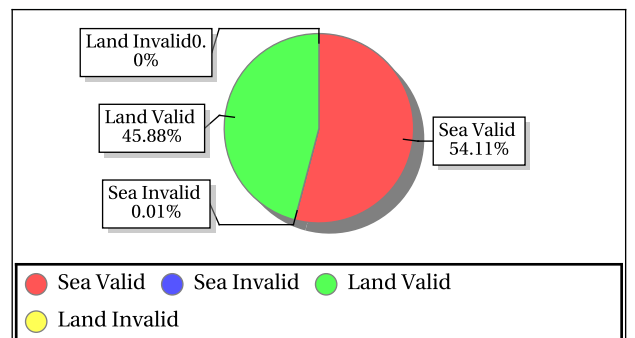 Land Invalid0.
0%
Land Valid
45.88%
Sea Invalid
0.01%
Sea Valid
54.11%
Sea Valid Sea Invalid Land Valid
Land Invalid